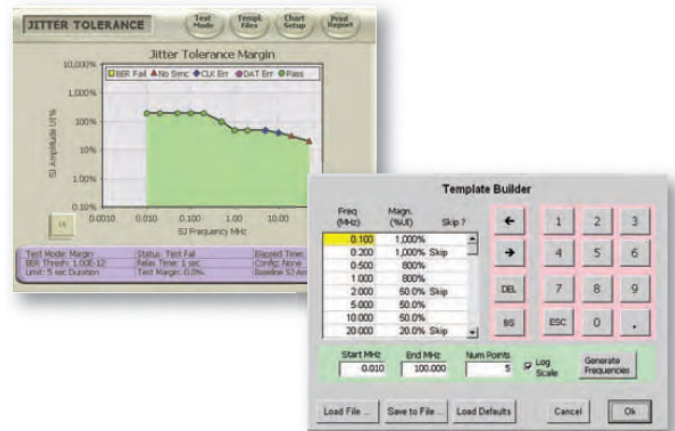 JITTER TOLERANCE
Test Mode
Templ. Files
Chart Setup
Print Report
Jitter Tolerance Margin
BER Fail No Sync CLK Err DAT Err Pass
SJ Amplitude UI%
10,000%
1,000%
100%
10%
1.00%
0.10%
0.0010 0.010 0.100 1.00 10.00
SJ Frequency MHz
Test Mode: Margin Status: Test Fail Elapsed Time:
BER Thresh: 1.00E-12 Relax Time: 1 sec Config: None
Limit: 5 sec Duration Test Margin: 0.0% Baseline SJ Am
Template Builder
Freq (MHz) Magn. (%UI) Skip ?
0.100 1,000%
0.200 1,000% Skip
0.500 800%
1.000 800%
2.000 50.0% Skip
5.000 50.0%
10.000 50.0%
20.000 20.0% Skip
1 2 3
4 5 6
DEL 7 8 9
BS ESC 0 .
Start MHz End MHz Num Points
0.010 100.000 5
Log Scale
Generate Frequencies
Load File ... Save to File ... Load Defaults Cancel Ok